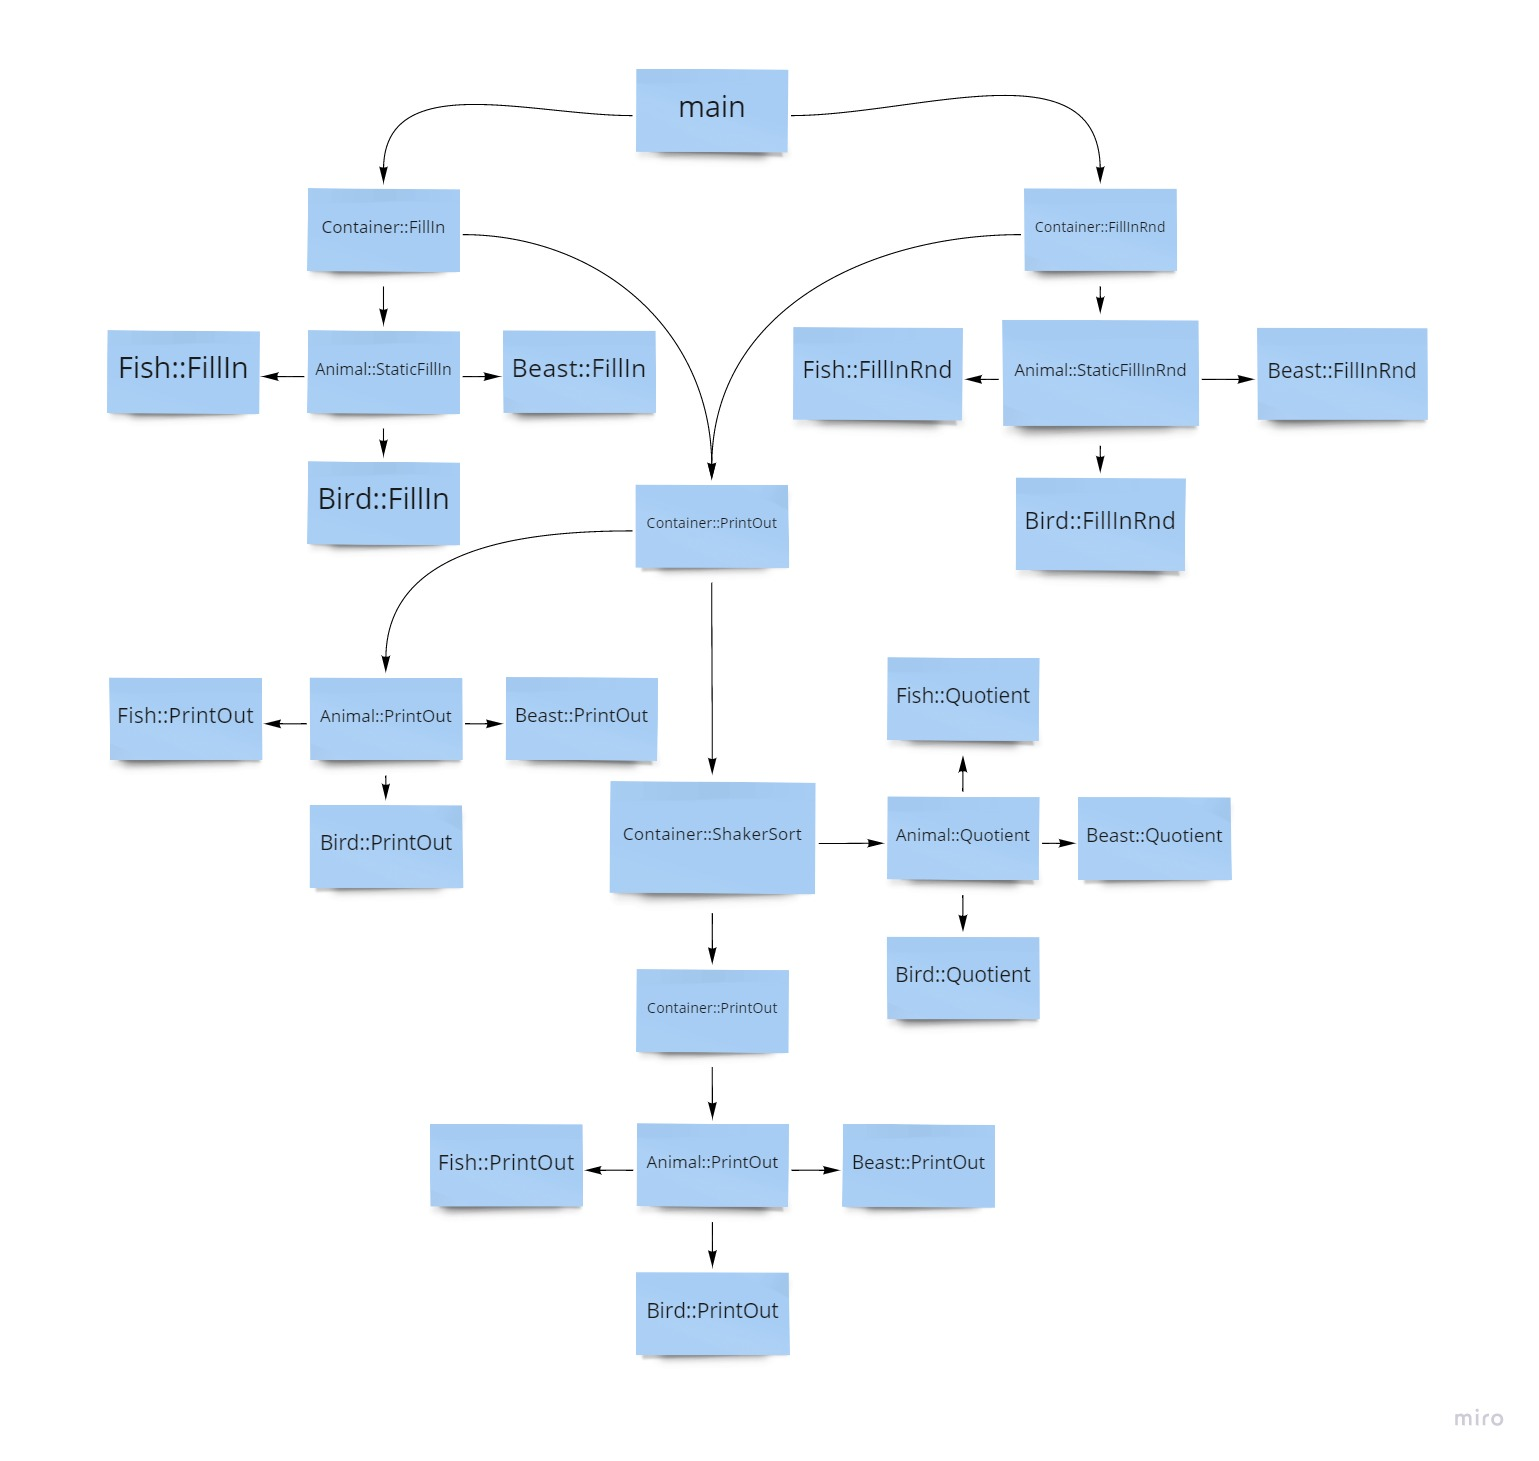 main
Container::FillIn
Container::FillInRnd
Fish::FillIn
Animal::StaticFillIn
Beast::FillIn
Fish::FillInRnd
Animal::StaticFillInRnd
Beast::FillInRnd
Bird::FillIn
Container::PrintOut
Bird::FillInRnd
Fish::PrintOut
Animal::PrintOut
Beast::PrintOut
Fish::Quotient
Bird::PrintOut
Container::ShakerSort
Animal::Quotient
Beast::Quotient
Bird::Quotient
Container::PrintOut
Fish::PrintOut
Animal::PrintOut
Beast::PrintOut
Bird::PrintOut
miro